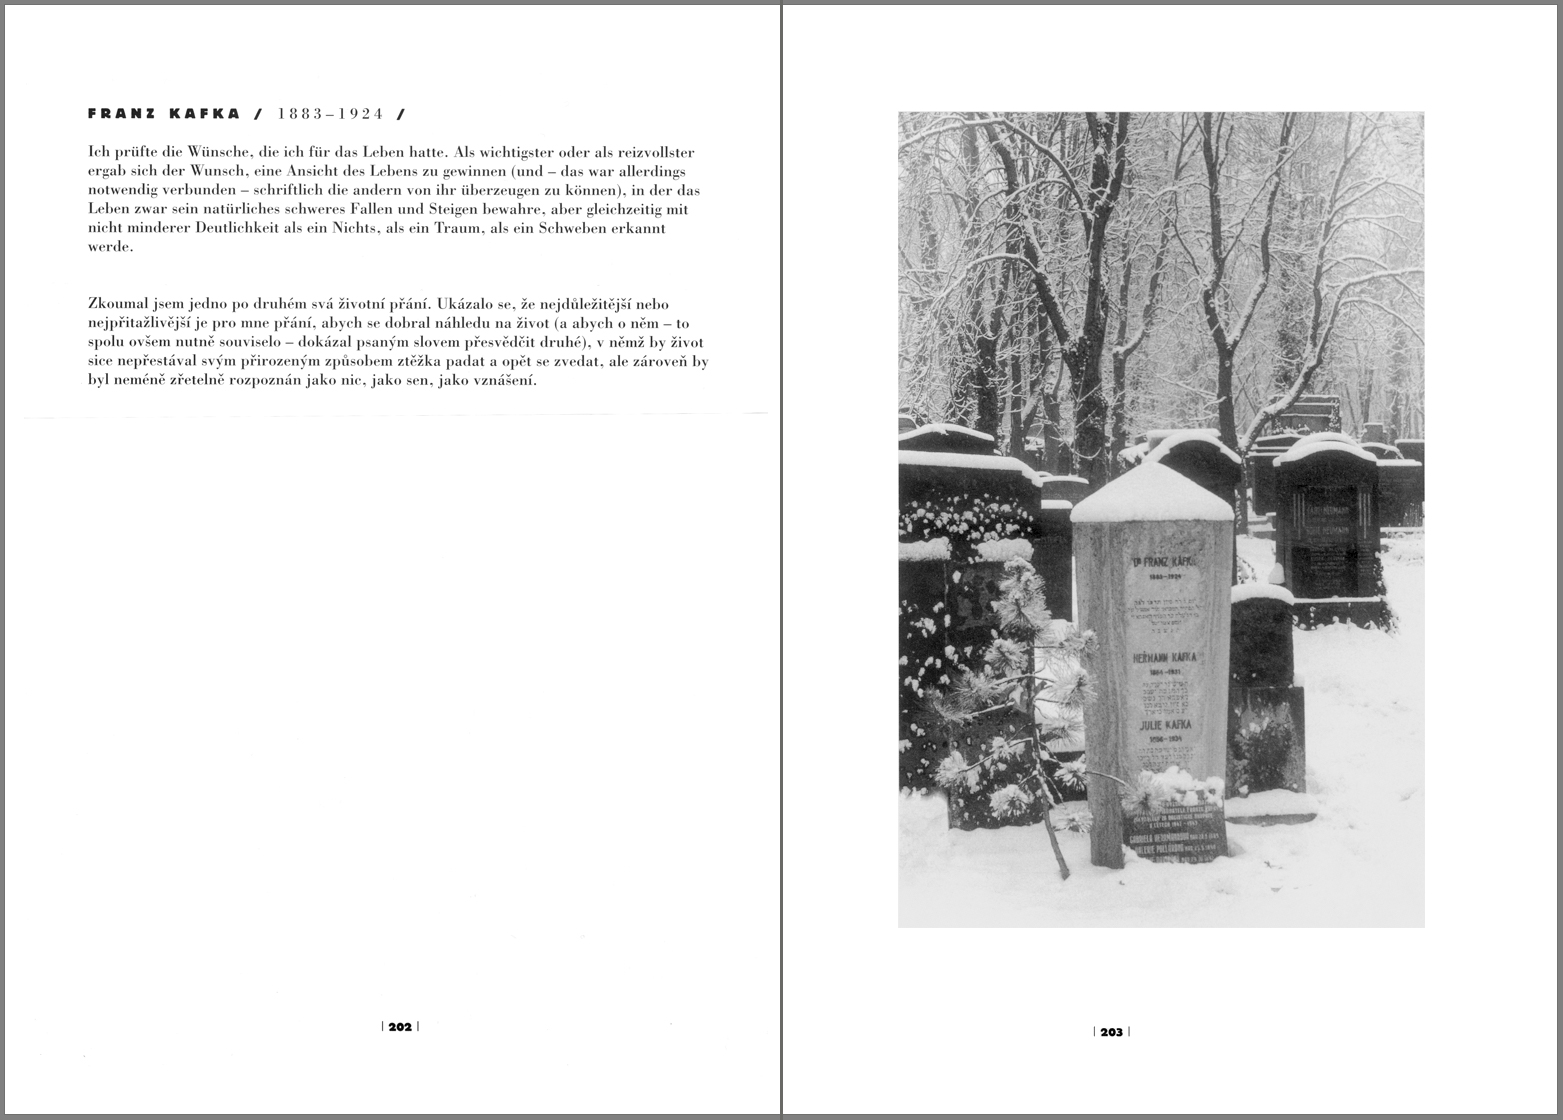 FRANZ KAFKA / 1883–1924 /
Ich prüfte die Wünsche, die ich für das Leben hatte. Als wichtigster oder als reizvollster
ergab sich der Wunsch, eine Ansicht des Lebens zu gewinnen (und – das war allerdings
notwendig verbunden – schriftlich die andern von ihr überzeugen zu können), in der das
Leben zwar sein natürliches schweres Fallen und Steigen bewahre, aber gleichzeitig mit
nicht minderer Deutlichkeit als ein Nichts, als ein Traum, als ein Schweben erkannt
werde.
Zkoumal jsem jedno po druhém svá životní přání. Ukázalo se, že nejdůležitější nebo
nejpřitažlivější je pro mne přání, abych se dobral náhledu na život (a abych o něm – to
spolu ovšem nutně souviselo – dokázal psaným slovem přesvědčit druhé), v němž by život
sice nepřestával svým přirozeným způsobem ztěžka padat a opět se zvedat, ale zároveň by
byl neméně zřetelně rozpoznán jako nic, jako sen, jako vznášení.
| 202 |
DR FRANZ KAFKA
1883–1924
HERMANN KAFKA
JULIE KAFKA
| 203 |